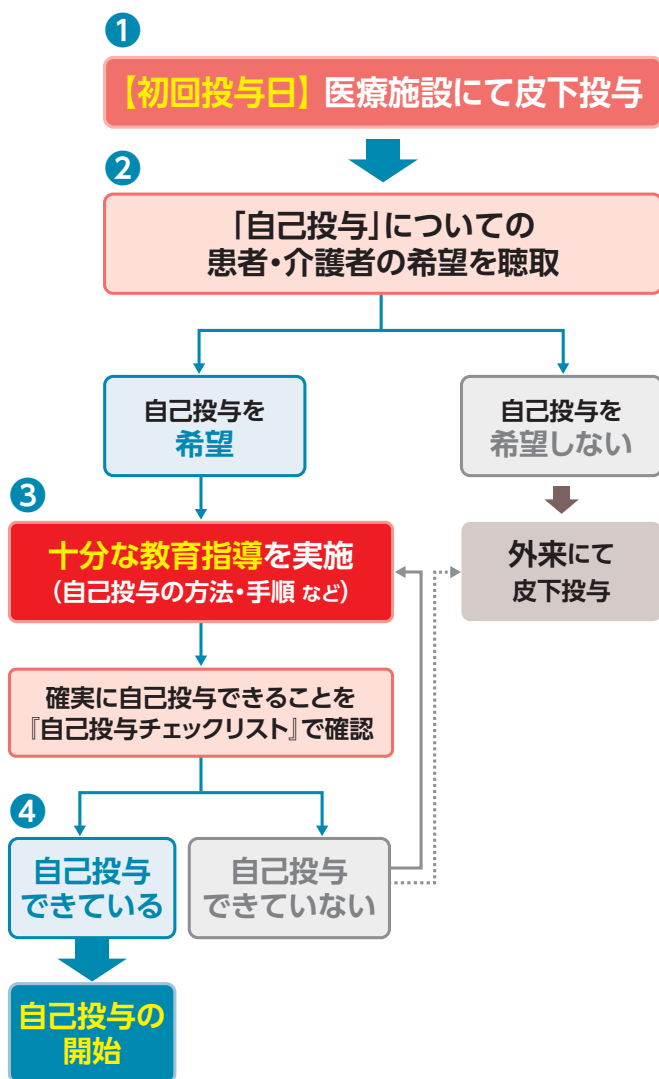 1
【初回投与日】医療施設にて皮下投与
2
「自己投与」についての
患者・介護者の希望を聴取
自己投与を
希望
自己投与を
希望しない
3
十分な教育指導を実施
（自己投与の方法・手順 など）
外来にて
皮下投与
確実に自己投与できることを
『自己投与チェックリスト』で確認
4
自己投与
できている
自己投与
できていない
自己投与の
開始